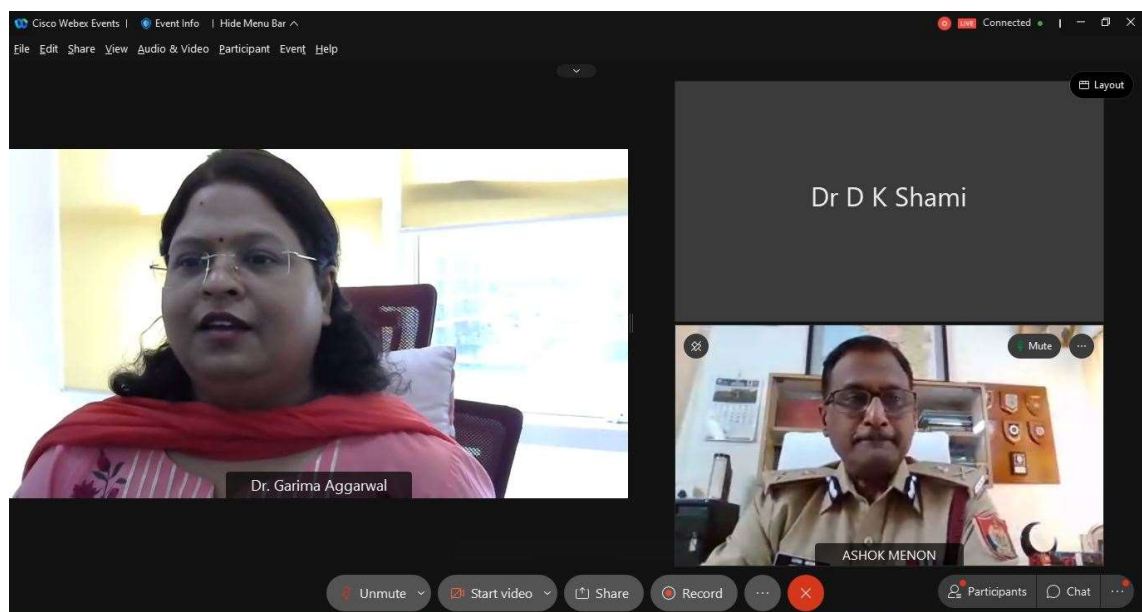 Cisco Webex Events | Event Info | Hide Menu Bar
LIVE Connected
File Edit Share View Audio & Video Participant Event Help
Layout
Dr D K Shami
Mute
Dr. Garima Aggarwal
ASHOK MENON
Unmute Start video Share Record Participants Chat